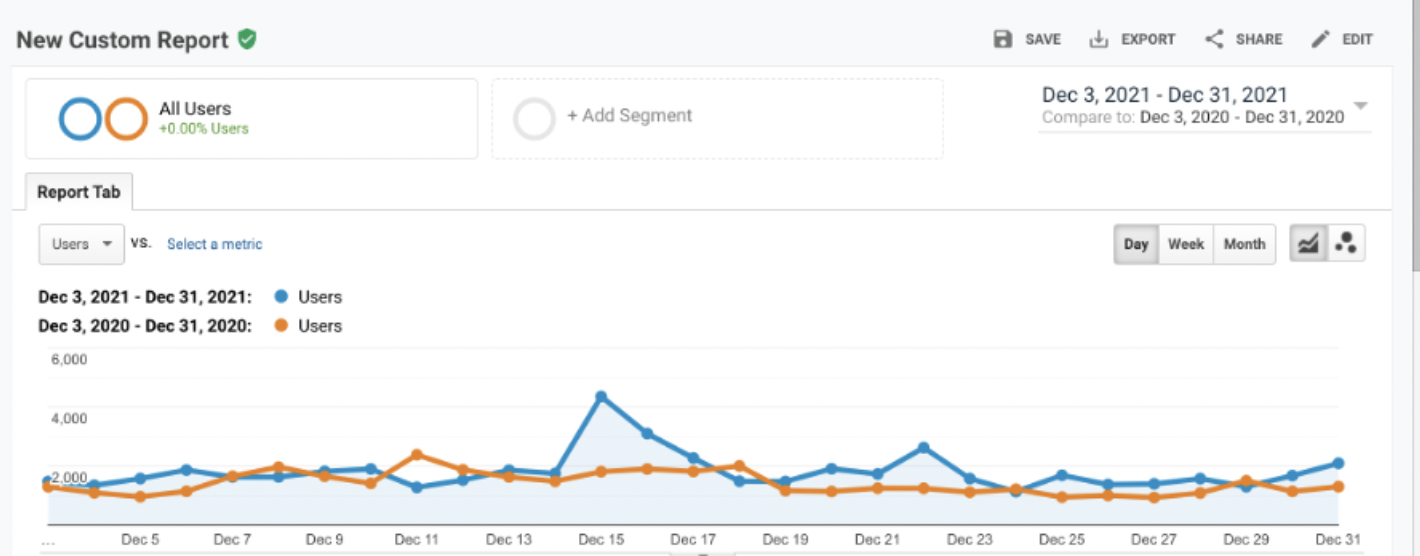 New Custom Report
SAVE EXPORT SHARE EDIT
All Users
+0.00% Users
+ Add Segment
Dec 3, 2021 - Dec 31, 2021
Compare to: Dec 3, 2020 - Dec 31, 2020
Report Tab
Users VS. Select a metric
Day Week Month
Dec 3, 2021 - Dec 31, 2021: Users
Dec 3, 2020 - Dec 31, 2020: Users
6,000
4,000
2,000
... Dec 5 Dec 7 Dec 9 Dec 11 Dec 13 Dec 15 Dec 17 Dec 19 Dec 21 Dec 23 Dec 25 Dec 27 Dec 29 Dec 31